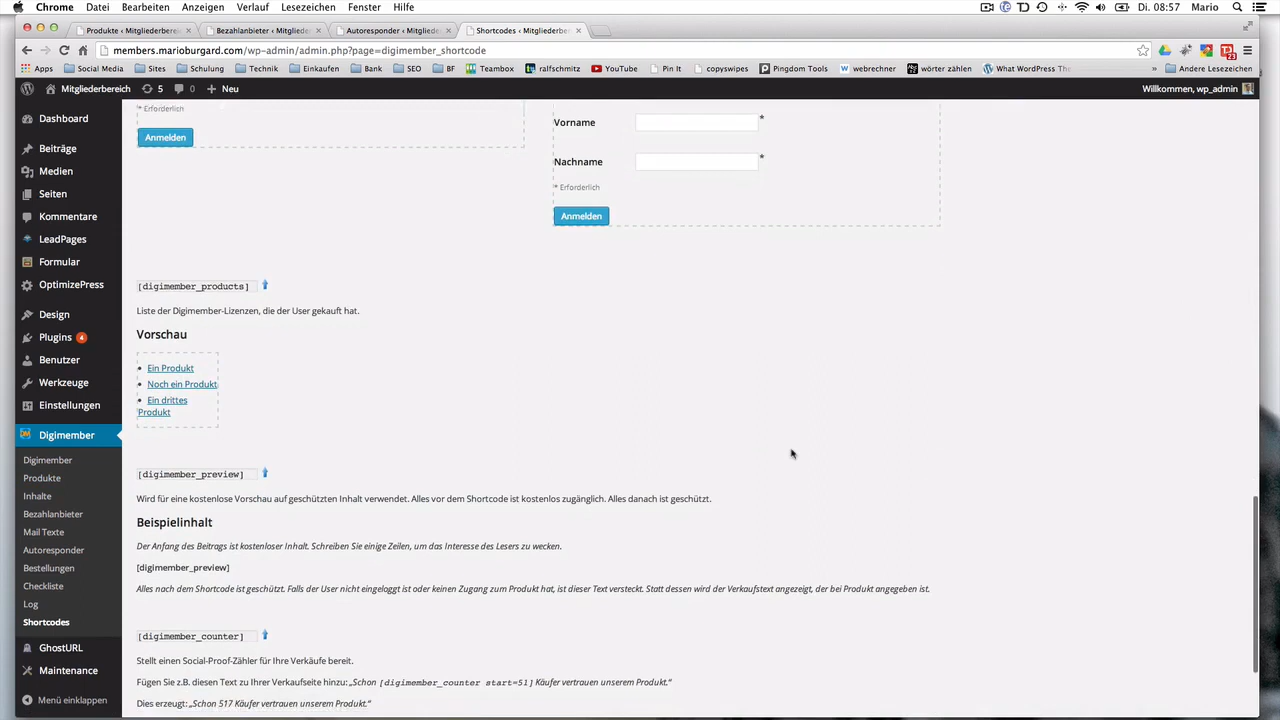 Chrome Datei Bearbeiten Anzeigen Verlauf Lesezeichen Fenster Hilfe Di. 08:57 Mario
Produkte ‹ Mitgliederbere Bezahlanbieter ‹ Mitglieder Autoresponder ‹ Mitglieder Shortcodes ‹ Mitgliederber
members.marioburgard.com/wp-admin/admin.php?page=digimember_shortcode
Apps Social Media Sites Schulung Technik Einkaufen Bank SEO BF Teambox ralfschmitz YouTube Pin It copyswipes Pingdom Tools webrechner wörter zählen What WordPress The » Andere Lesezeichen
Mitgliederbereich 5 0 + Neu Willkommen, wp_admin
Dashboard
Beiträge
Medien
Seiten
Kommentare
LeadPages
Formular
OptimizePress
Design
Plugins 4
Benutzer
Werkzeuge
Einstellungen
Digimember
Digimember
Produkte
Inhalte
Bezahlanbieter
Mail Texte
Autoresponder
Bestellungen
Checkliste
Log
Shortcodes
GhostURL
Maintenance
Menü einklappen
* Erforderlich
Anmelden
Vorname *
Nachname *
* Erforderlich
Anmelden
[digimember_products]
Liste der Digimember-Lizenzen, die der User gekauft hat.
Vorschau
• Ein Produkt
• Noch ein Produkt
• Ein drittes
Produkt
[digimember_preview]
Wird für eine kostenlose Vorschau auf geschützten Inhalt verwendet. Alles vor dem Shortcode ist kostenlos zugänglich. Alles danach ist geschützt.
Beispielinhalt
Der Anfang des Beitrags ist kostenloser Inhalt. Schreiben Sie einige Zeilen, um das Interesse des Lesers zu wecken.
[digimember_preview]
Alles nach dem Shortcode ist geschützt. Falls der User nicht eingeloggt ist oder keinen Zugang zum Produkt hat, ist dieser Text versteckt. Statt dessen wird der Verkaufstext angezeigt, der bei Produkt angegeben ist.
[digimember_counter]
Stellt einen Social-Proof-Zähler für Ihre Verkäufe bereit.
Fügen Sie z.B. diesen Text zu Ihrer Verkaufseite hinzu: „Schon [digimember_counter start=51] Käufer vertrauen unserem Produkt.“
Dies erzeugt: „Schon 517 Käufer vertrauen unserem Produkt.“